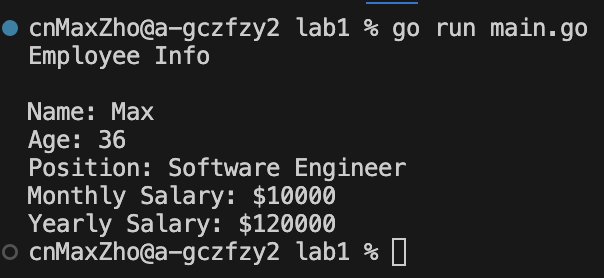 cnMaxZho@a-gczfzy2 lab1 % go run main.go
Employee Info
Name: Max
Age: 36
Position: Software Engineer
Monthly Salary: $10000
Yearly Salary: $120000
cnMaxZho@a-gczfzy2 lab1 %